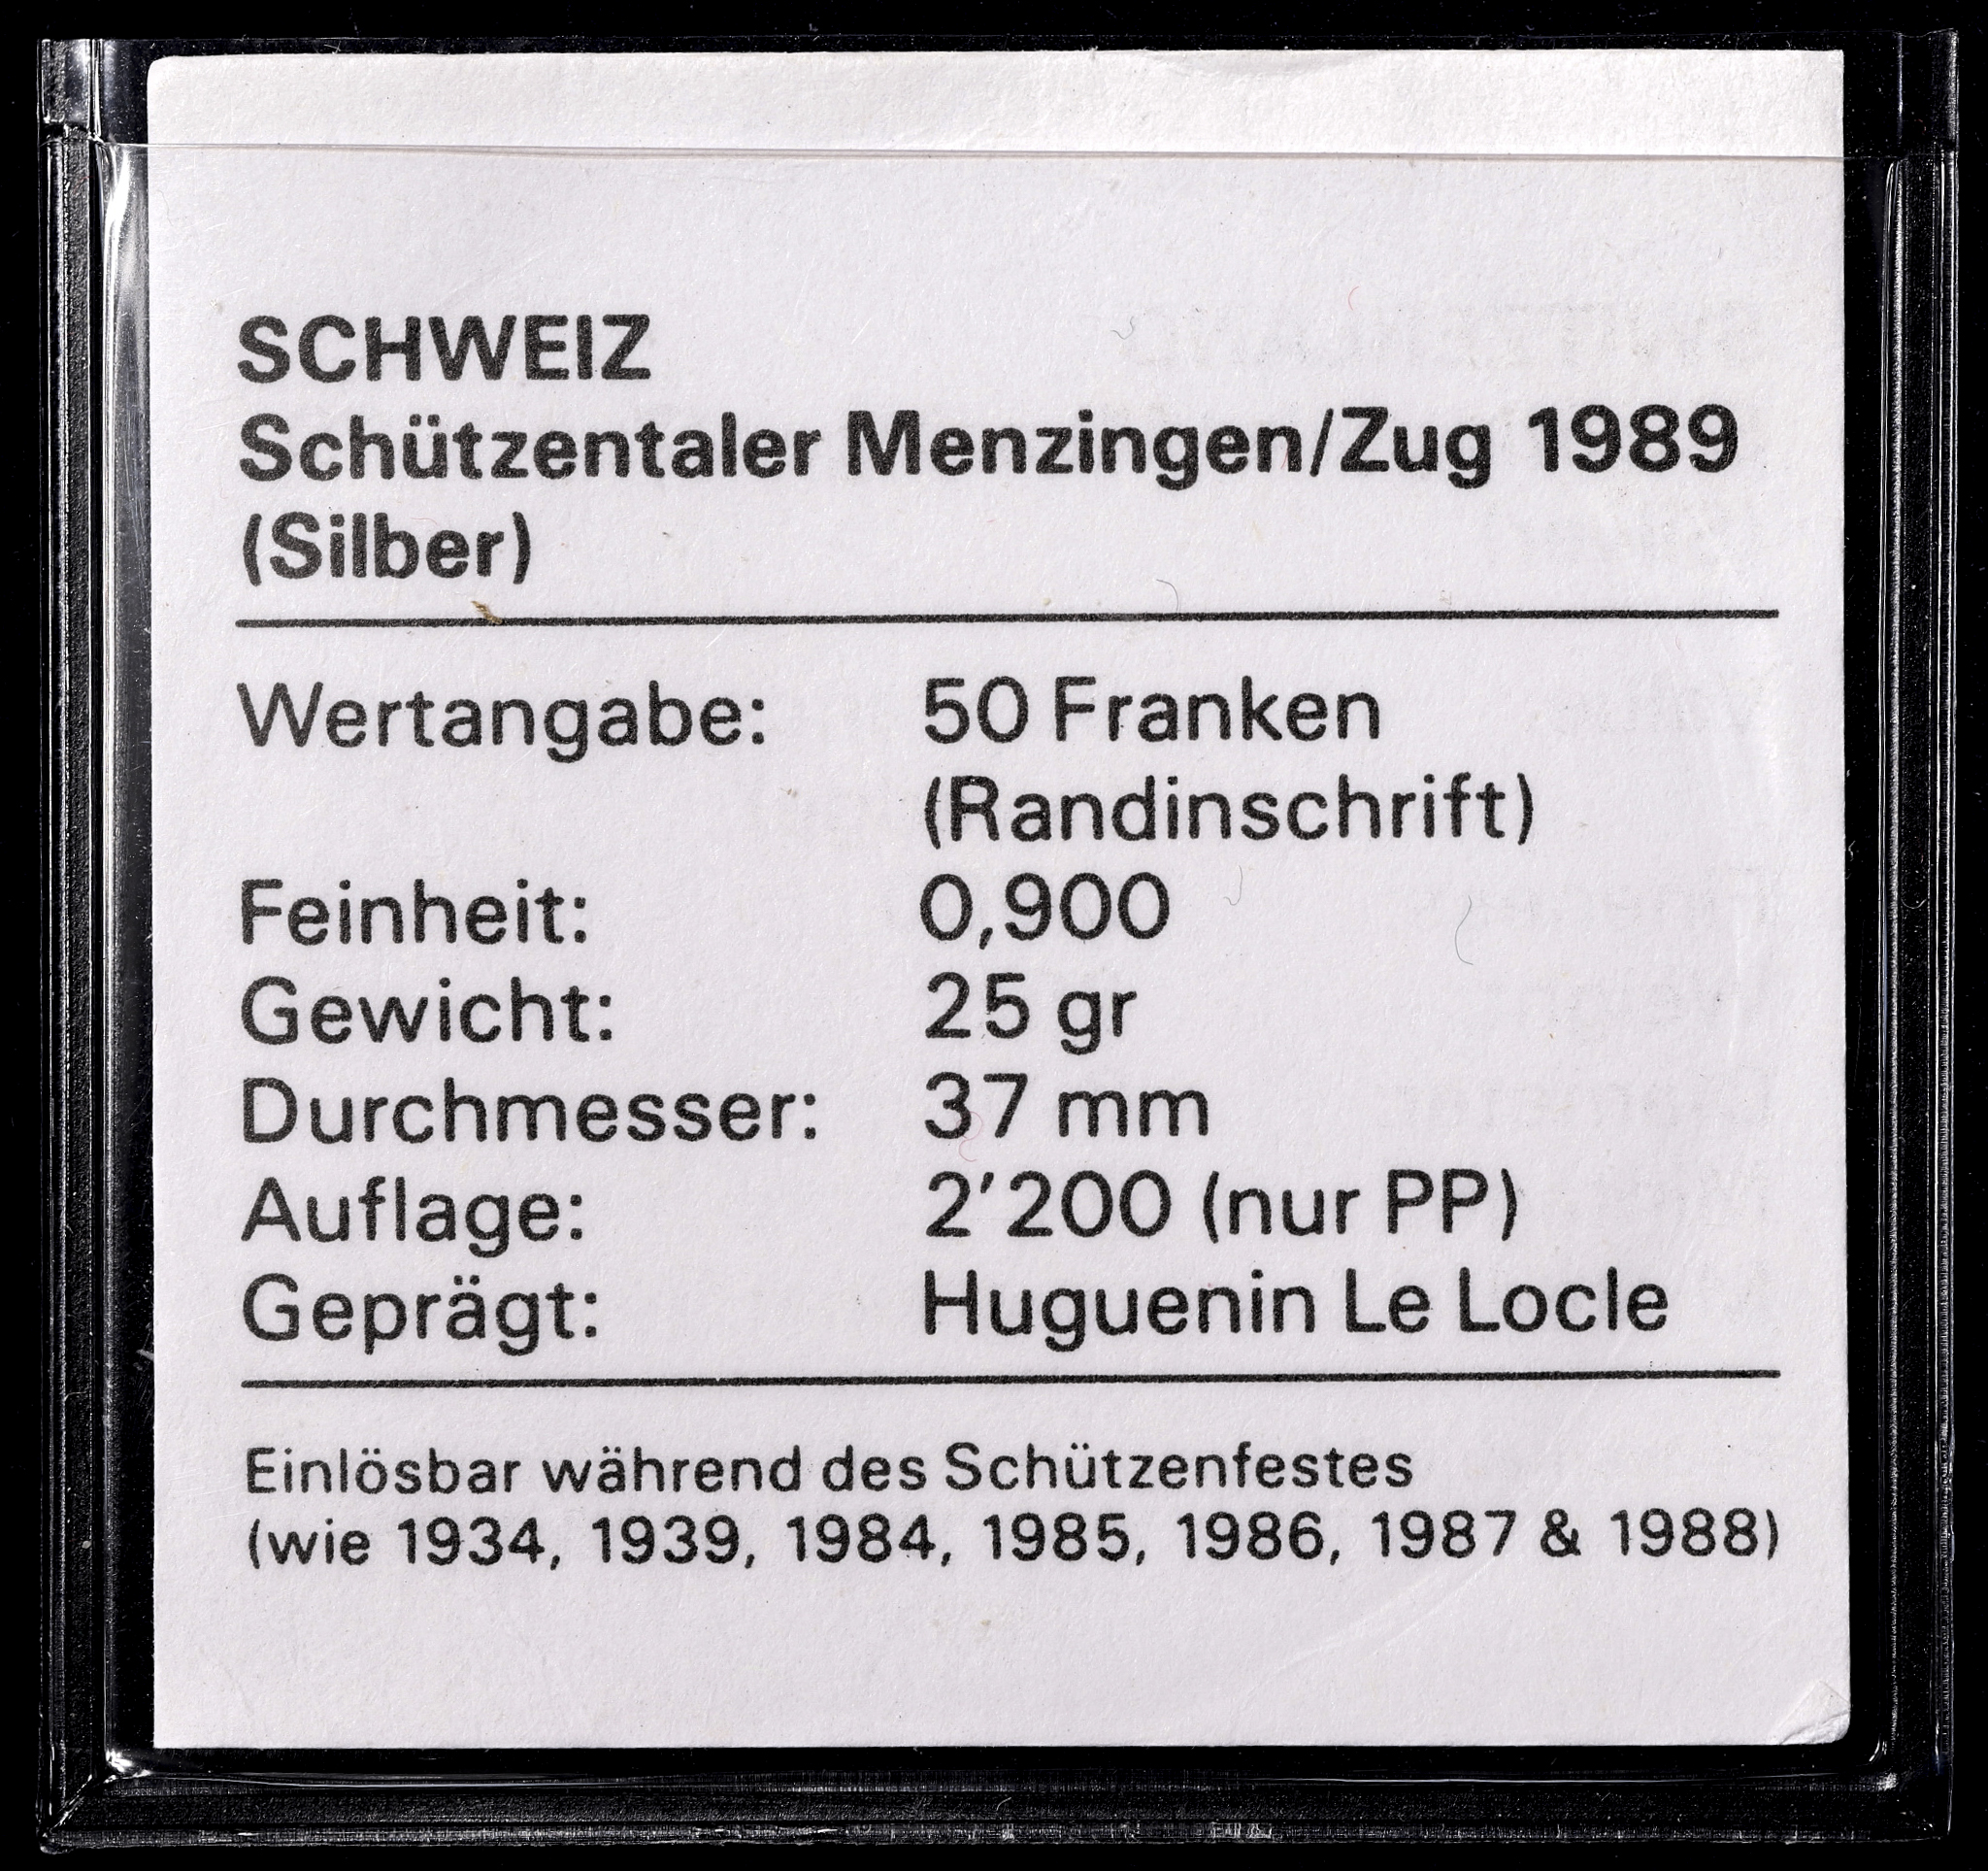 SCHWEIZ
Schützentaler Menzingen/Zug 1989
(Silber)
Wertangabe: 50 Franken
(Randinschrift)
Feinheit: 0,900
Gewicht: 25 gr
Durchmesser: 37 mm
Auflage: 2’200 (nur PP)
Geprägt: Huguenin Le Locle
Einlösbar während des Schützenfestes
(wie 1934, 1939, 1984, 1985, 1986, 1987 & 1988)